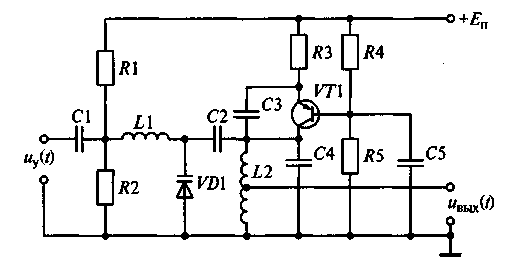 +Eп
R3
R4
R1
VT1
C3
C1
L1
C2
uу(t)
R2
VD1
L2
C4
R5
C5
uвых(t)